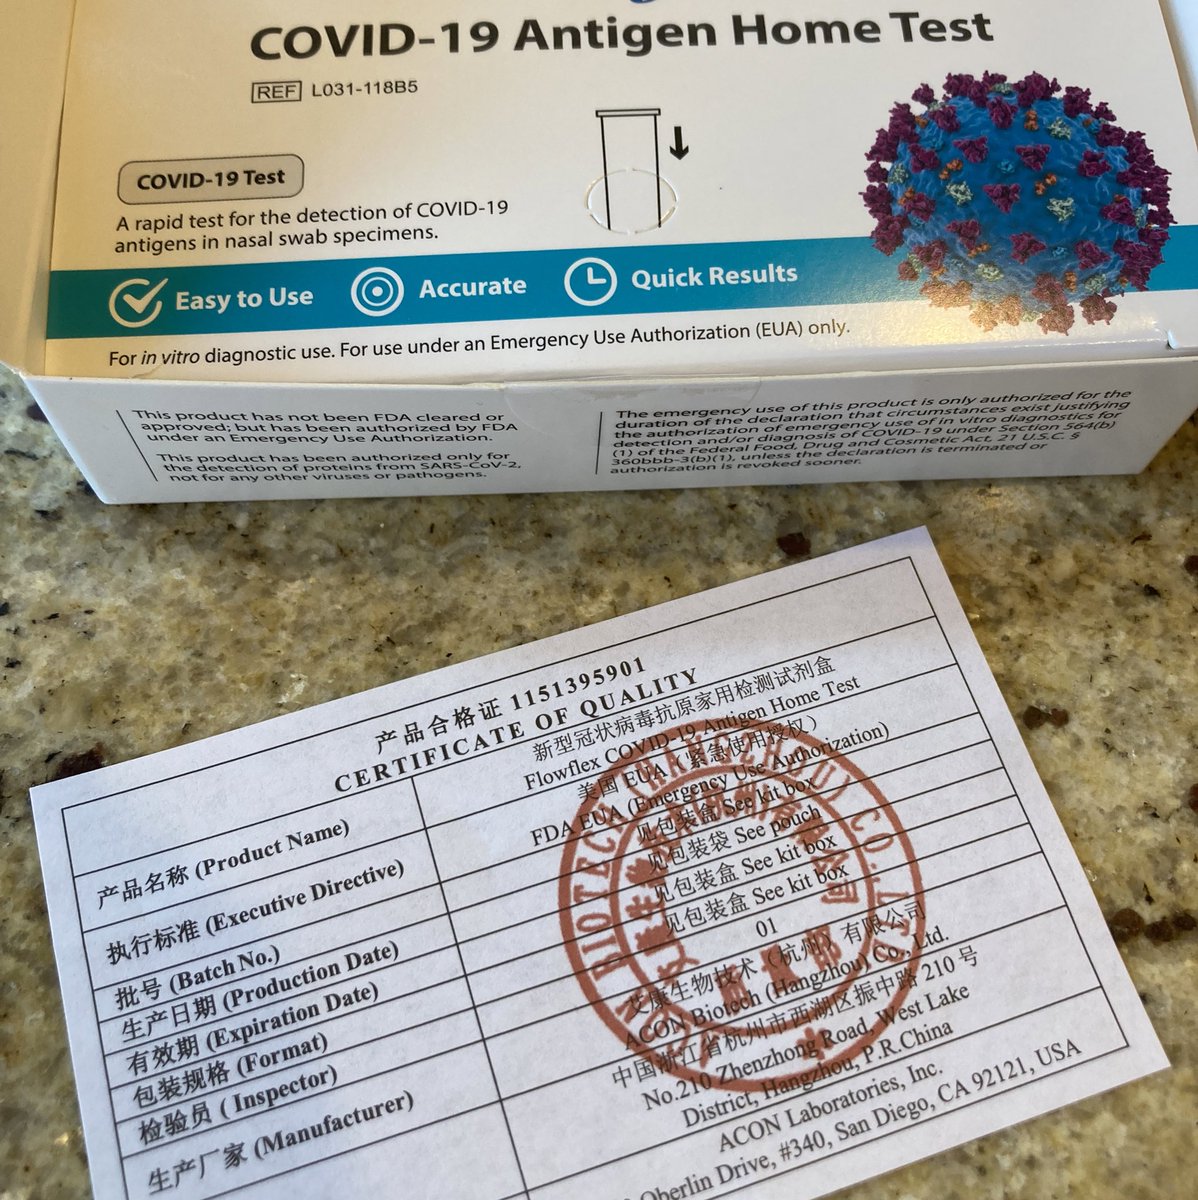 COVID-19 Antigen Home Test
REF L031-118B5
COVID-19 Test
A rapid test for the detection of COVID-19
antigens in nasal swab specimens.
Easy to Use
Accurate
Quick Results
For in vitro diagnostic use. For use under an Emergency Use Authorization (EUA) only.
This product has not been FDA cleared or
approved; but has been authorized by FDA
under an Emergency Use Authorization.
This product has been authorized only for
the detection of proteins from SARS-CoV-2,
not for any other viruses or pathogens.
The emergency use of this product is only authorized for the
duration of the declaration that circumstances exist justifying
the authorization of emergency use of in vitro diagnostics for
detection and/or diagnosis of COVID-19 under Section 564(b)
(1) of the Federal Food, Drug and Cosmetic Act, 21 U.S.C. §
360bbb-3(b)(1), unless the declaration is terminated or
authorization is revoked sooner.
产品合格证 1151395901
CERTIFICATE OF QUALITY
产品名称 (Product Name)
新型冠状病毒抗原家用检测试剂盒
Flowflex COVID-19 Antigen Home Test
执行标准 (Executive Directive)
美国 EUA（紧急使用授权）
FDA EUA (Emergency Use Authorization)
批号 (Batch No.)
见包装盒 See kit box
生产日期 (Production Date)
见包装袋 See pouch
有效期 (Expiration Date)
见包装盒 See kit box
包装规格 (Format)
见包装盒 See kit box
检验员 ( Inspector)
01
生产厂家 (Manufacturer)
艾康生物技术（杭州）有限公司
ACON Biotech (Hangzhou) Co., Ltd.
中国浙江省杭州市西湖区振中路 210 号
No.210 Zhenzhong Road, West Lake
District, Hangzhou, P.R.China
ACON Laboratories, Inc.
Oberlin Drive, #340, San Diego, CA 92121, USA
BIOTECH (HANGZHOU) CO., LTD